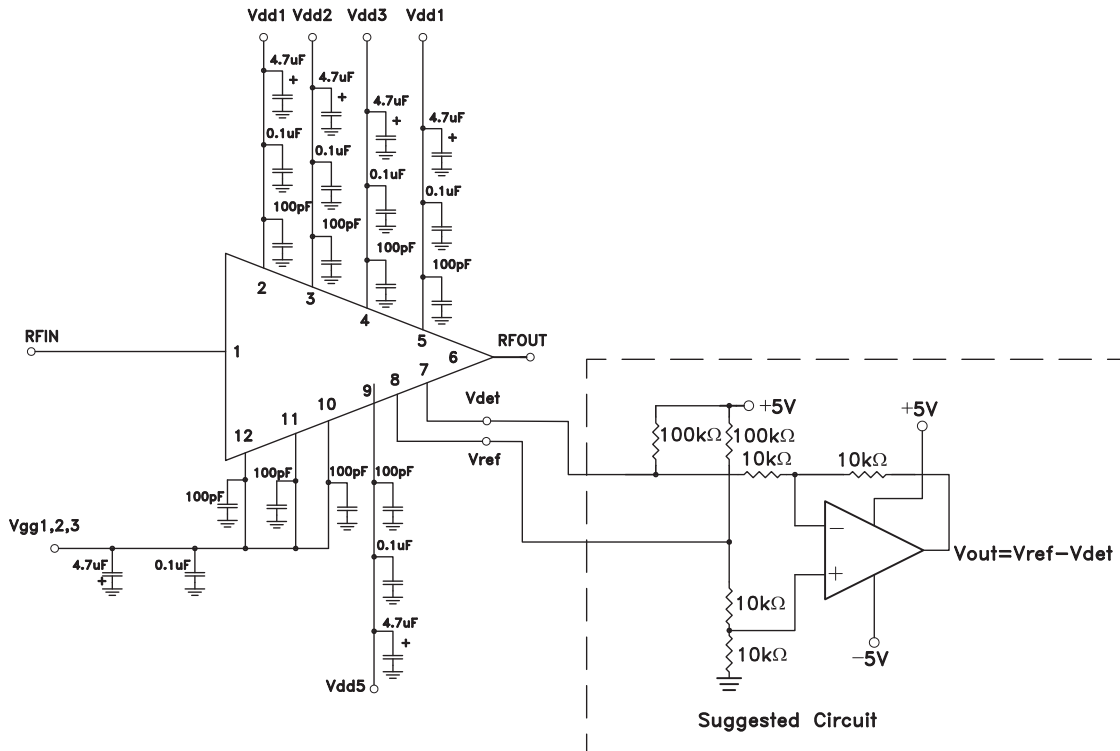 Vdd1 Vdd2 Vdd3 Vdd1
4.7uF
+
4.7uF
+
4.7uF
+
4.7uF
+
0.1uF
0.1uF
0.1uF
0.1uF
100pF
100pF
100pF
100pF
2
3
4
5
6
RFIN
1
RFOUT
7
8
9
10
11
12
Vdet
Vref
+5V
+5V
100kΩ
100kΩ
10kΩ
10kΩ
100pF
100pF
100pF
100pF
Vgg1,2,3
4.7uF
+
0.1uF
0.1uF
4.7uF
+
Vdd5
−
+
Vout=Vref−Vdet
10kΩ
10kΩ
−5V
Suggested Circuit